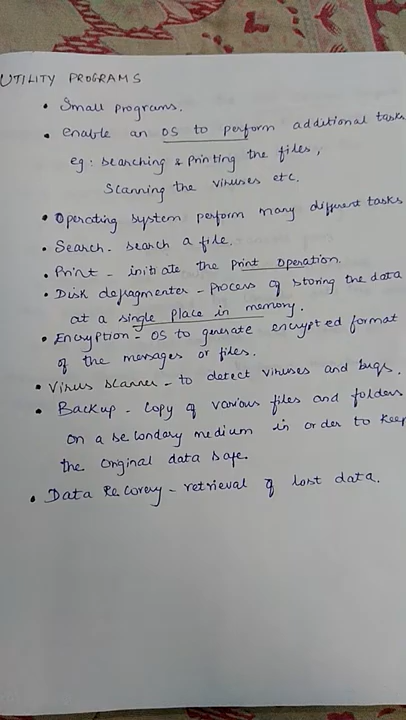 UTILITY PROGRAMS
• Small programs.
• enable an OS to perform additional tasks
eg: searching & printing the files,
Scanning the viruses etc.
• Operating system perform many different tasks
• Search - search a file.
• Print - initiate the print operation.
• Disk defragmenter - process of storing the data
at a single place in memory.
• Encryption - OS to generate encrypted format
of the messages or files.
• Virus scanner - to detect viruses and bugs.
• Backup - copy of various files and folders
on a secondary medium in order to keep
the original data safe.
• Data Recovery - retrieval of lost data.